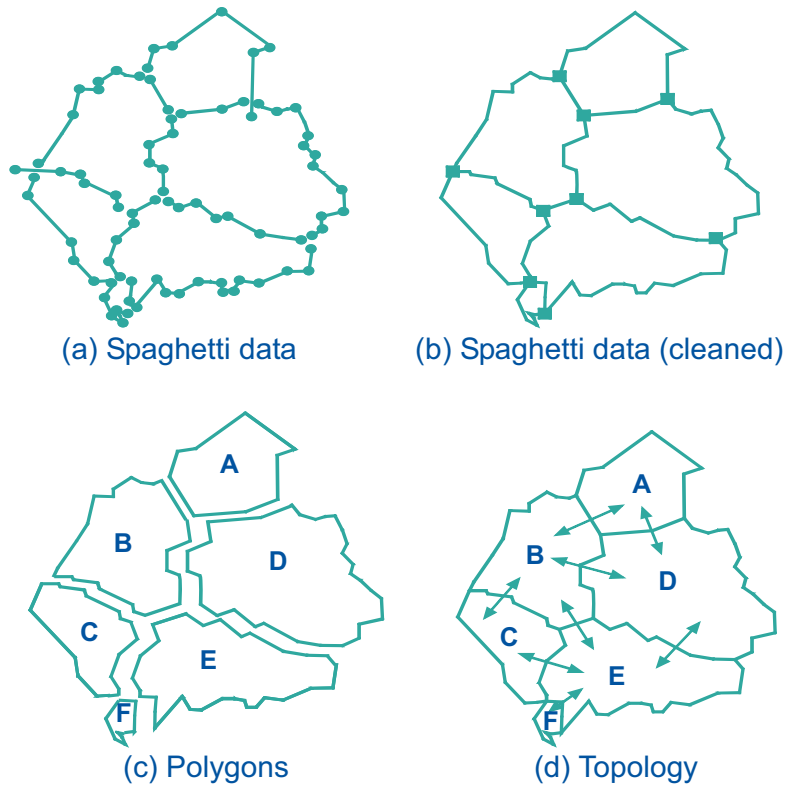 (a) Spaghetti data
(b) Spaghetti data (cleaned)
A
B
D
C
E
F
(c) Polygons
A
B
D
C
E
F
(d) Topology